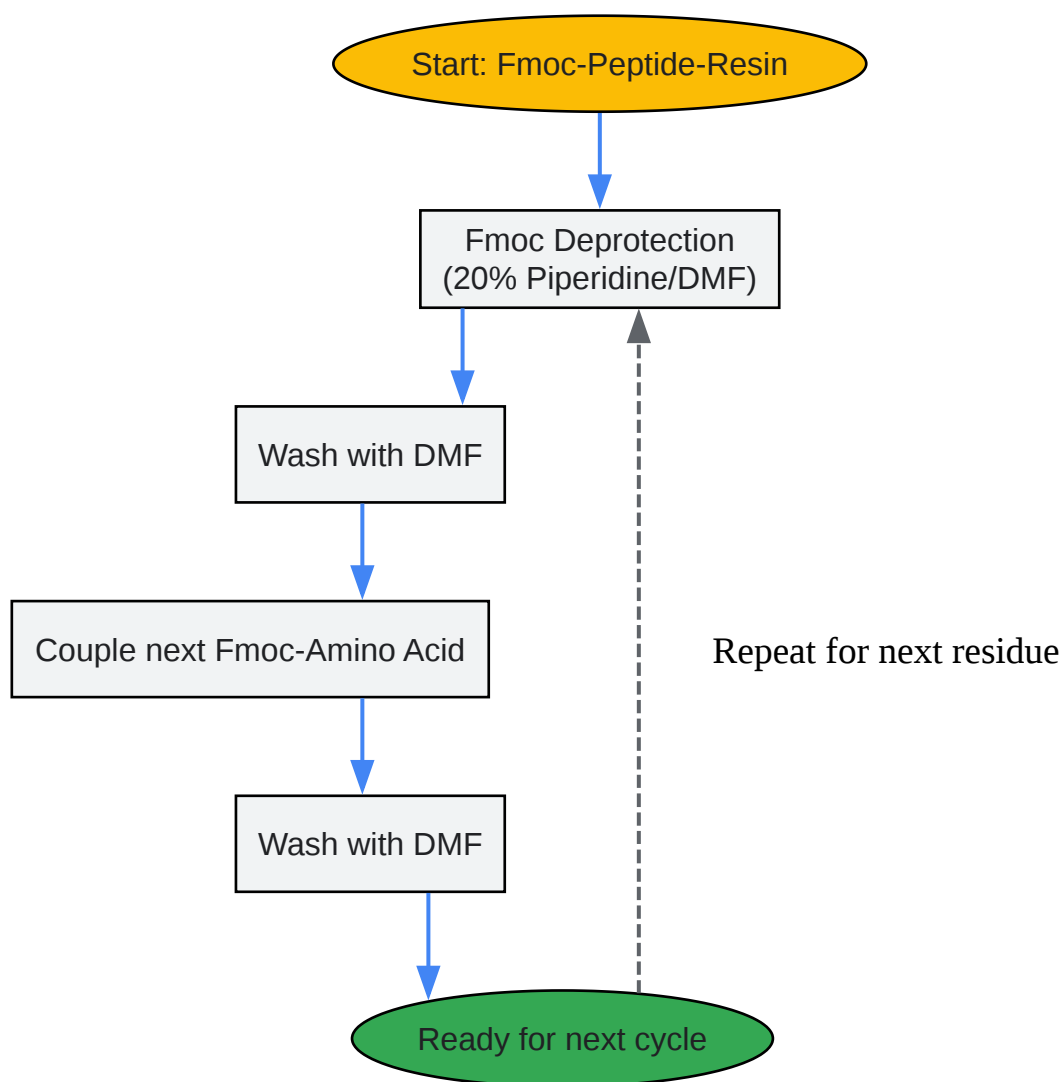 Start: Fmoc-Peptide-Resin
Fmoc Deprotection
(20% Piperidine/DMF)
Wash with DMF
Couple next Fmoc-Amino Acid
Repeat for next residue
Wash with DMF
Ready for next cycle